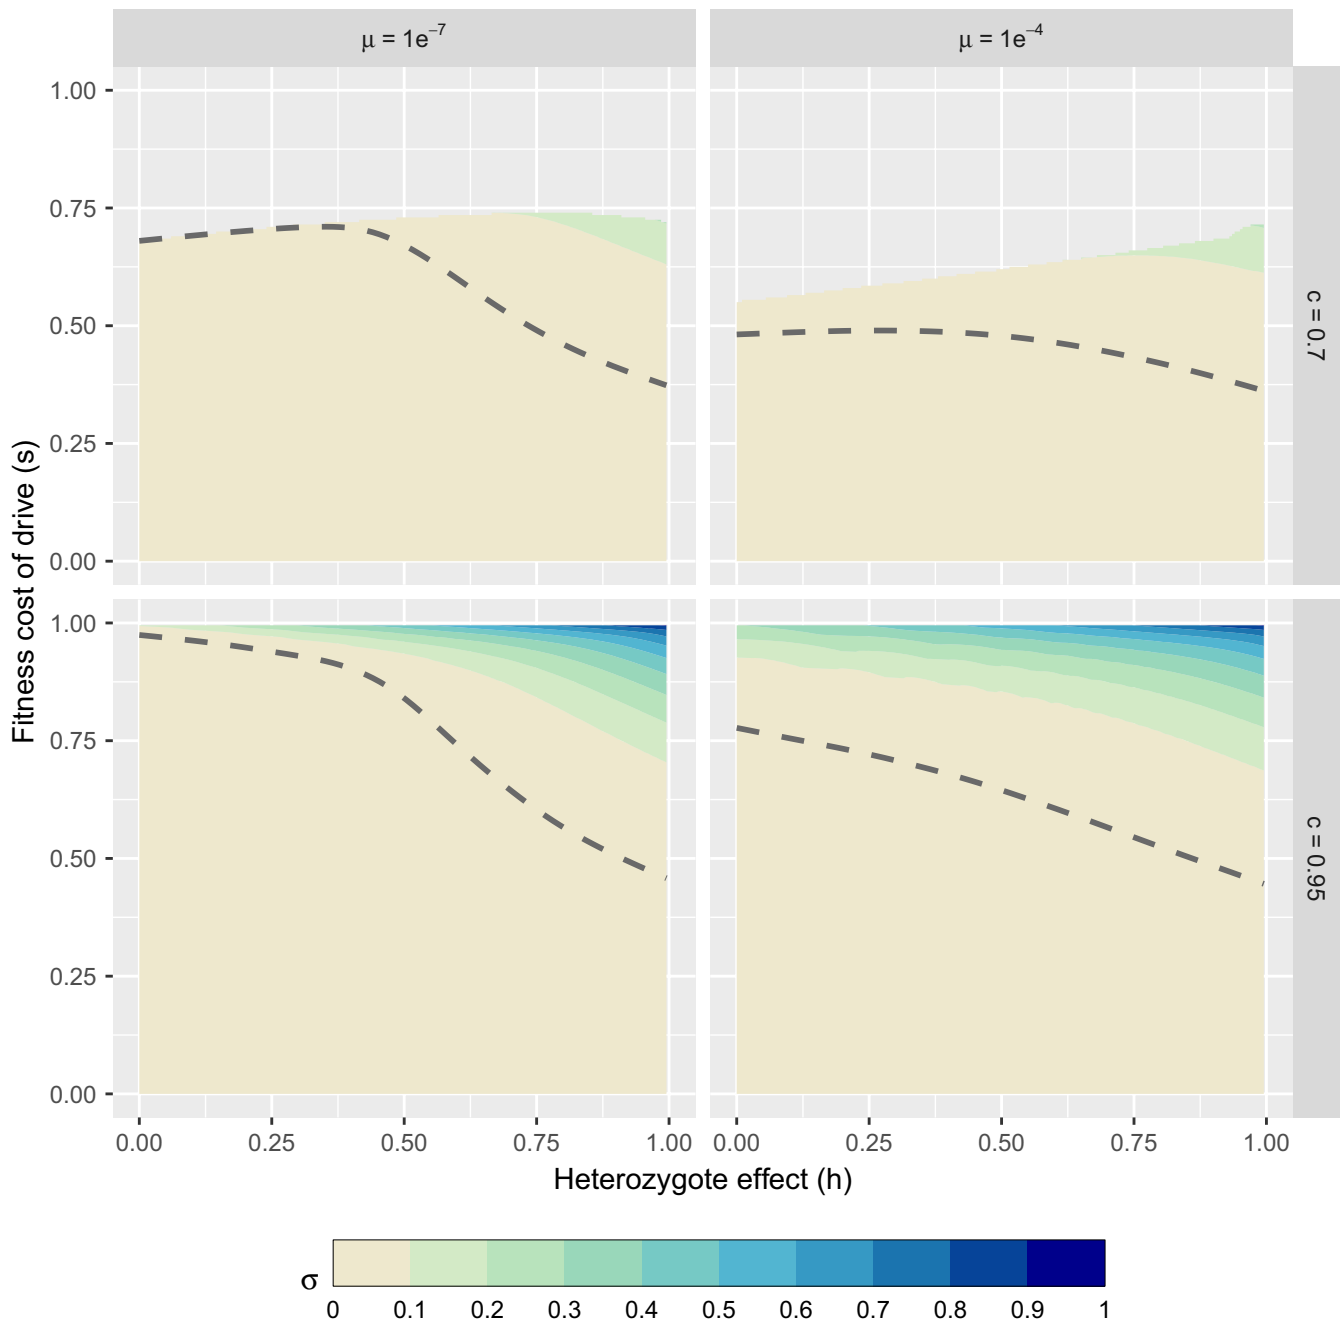 μ = 1e⁻⁷
μ = 1e⁻⁴
1.00
0.75
0.50
0.25
0.00
c = 0.7
1.00
0.75
0.50
0.25
0.00
c = 0.95
Fitness cost of drive (s)
0.00 0.25 0.50 0.75 1.00
0.00 0.25 0.50 0.75 1.00
Heterozygote effect (h)
σ
0 0.1 0.2 0.3 0.4 0.5 0.6 0.7 0.8 0.9 1